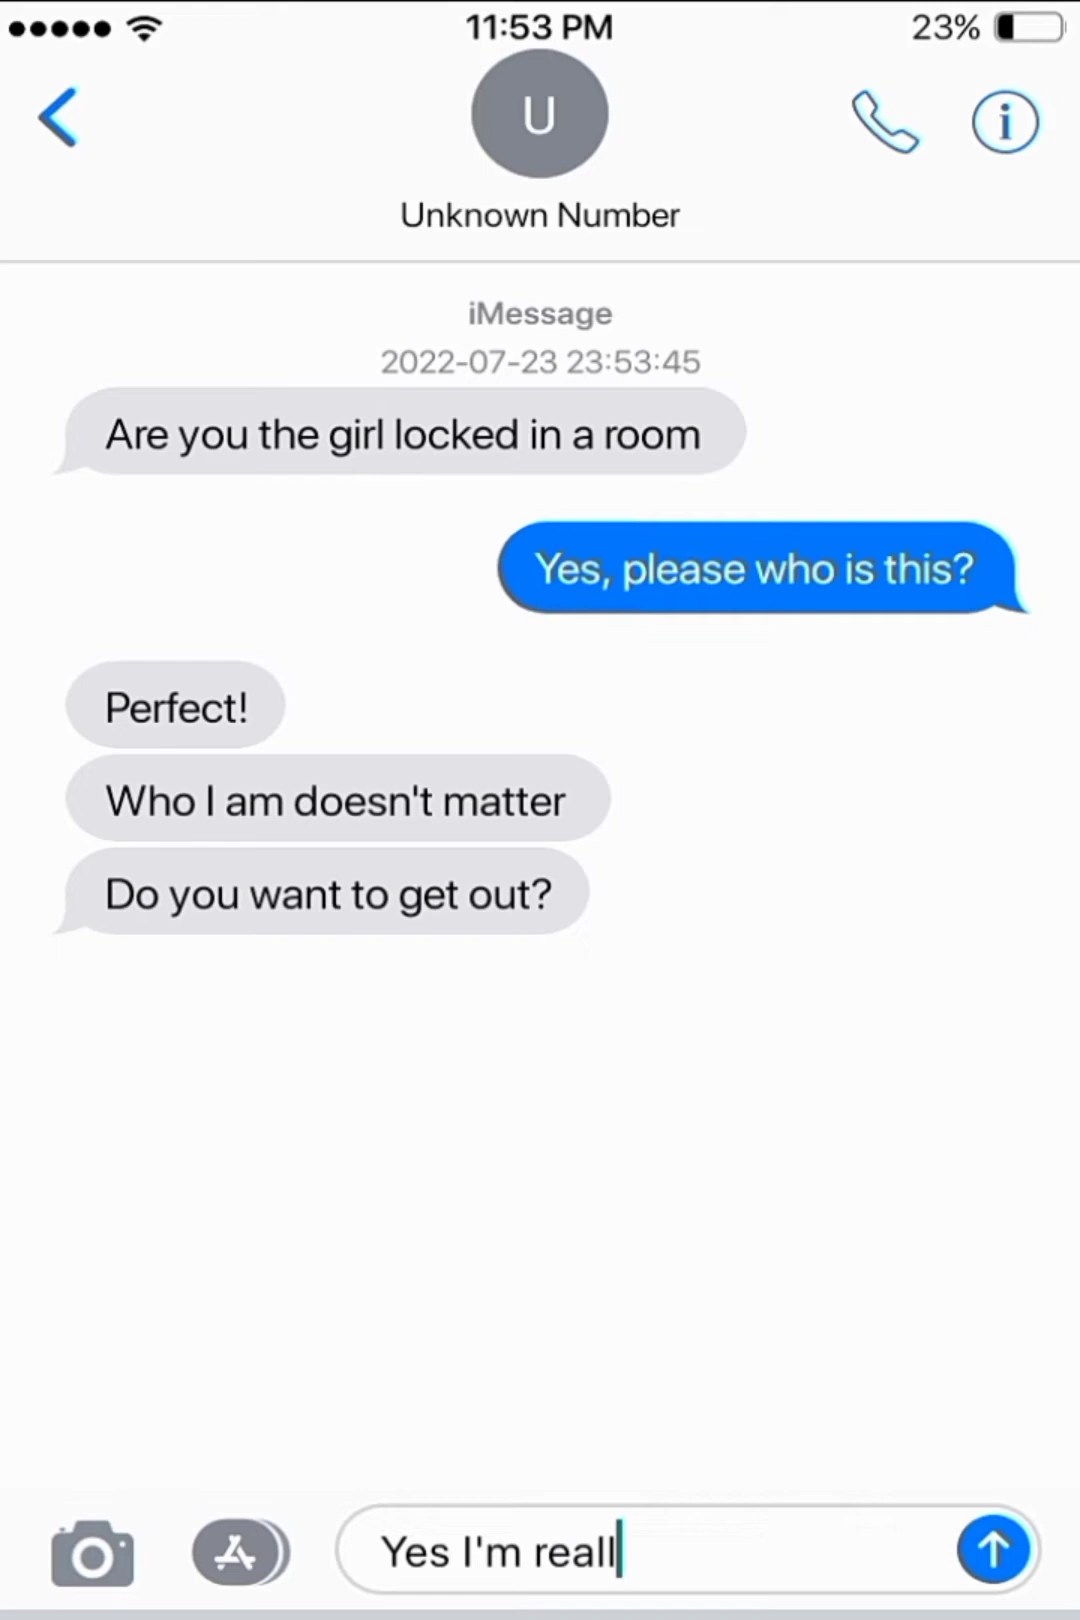 11:53 PM 23%
U
Unknown Number
iMessage
2022-07-23 23:53:45
Are you the girl locked in a room
Yes, please who is this?
Perfect!
Who I am doesn't matter
Do you want to get out?
Yes I'm reall